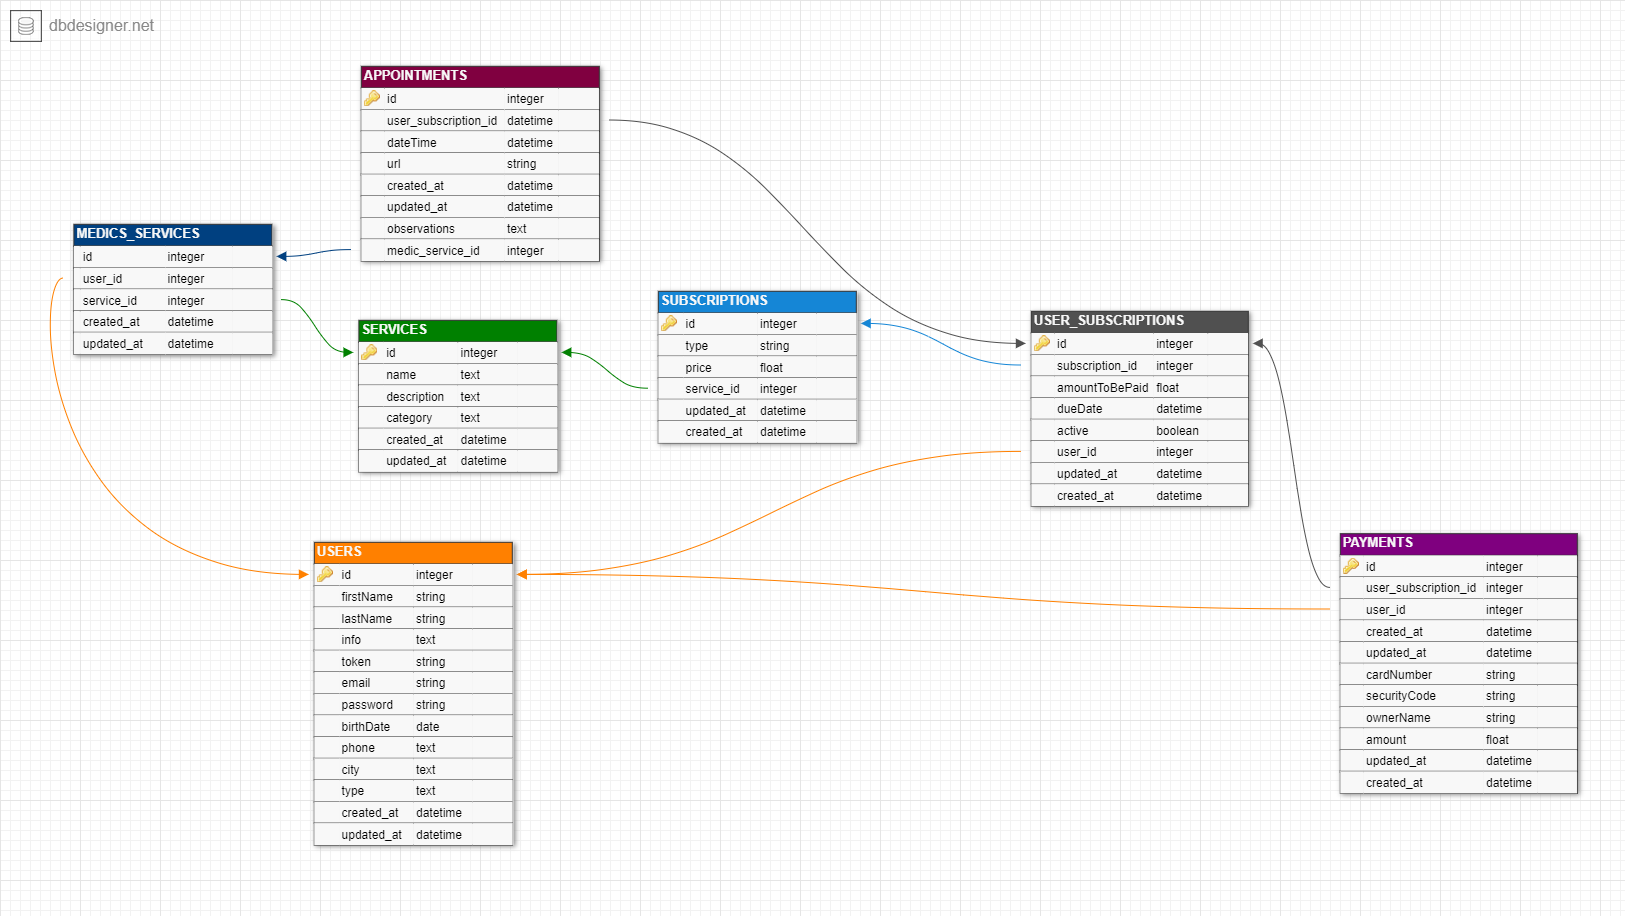 dbdesigner.net
APPOINTMENTS
id integer
user_subscription_id datetime
dateTime datetime
url string
created_at datetime
updated_at datetime
observations text
medic_service_id integer
MEDICS_SERVICES
id integer
user_id integer
service_id integer
created_at datetime
updated_at datetime
SERVICES
id integer
name text
description text
category text
created_at datetime
updated_at datetime
SUBSCRIPTIONS
id integer
type string
price float
service_id integer
updated_at datetime
created_at datetime
USER_SUBSCRIPTIONS
id integer
subscription_id integer
amountToBePaid float
dueDate datetime
active boolean
user_id integer
updated_at datetime
created_at datetime
USERS
id integer
firstName string
lastName string
info text
token string
email string
password string
birthDate date
phone text
city text
type text
created_at datetime
updated_at datetime
PAYMENTS
id integer
user_subscription_id integer
user_id integer
created_at datetime
updated_at datetime
cardNumber string
securityCode string
ownerName string
amount float
updated_at datetime
created_at datetime